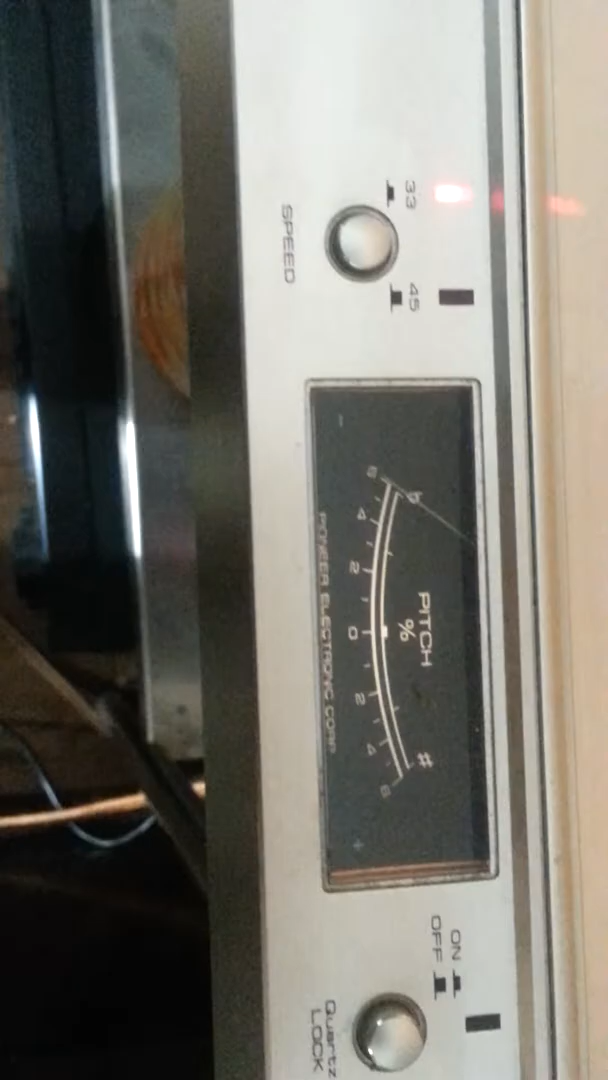 33
45
SPEED
PITCH
%
♭
#
6 4 2 0 2 4 6
- +
PIONEER ELECTRONIC CORP.
ON
OFF
Quartz
LOCK